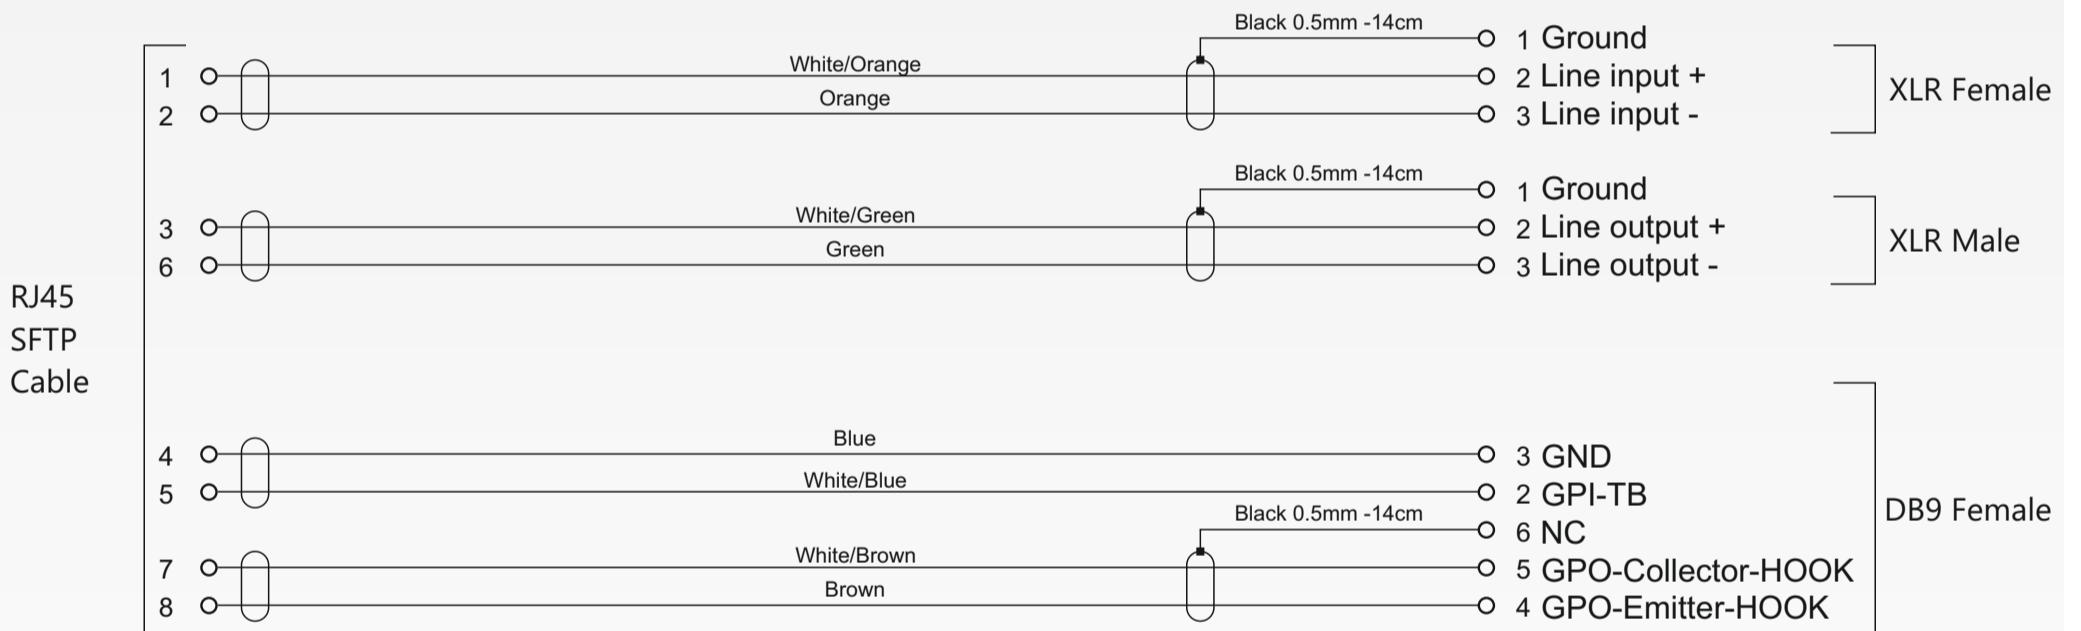 Black 0.5mm -14cm
1 Ground
1
White/Orange
2 Line input +
2
Orange
3 Line input -
XLR Female
Black 0.5mm -14cm
1 Ground
3
White/Green
2 Line output +
6
Green
3 Line output -
XLR Male
RJ45
SFTP
Cable
4
Blue
3 GND
5
White/Blue
2 GPI-TB
Black 0.5mm -14cm
6 NC
7
White/Brown
5 GPO-Collector-HOOK
8
Brown
4 GPO-Emitter-HOOK
DB9 Female